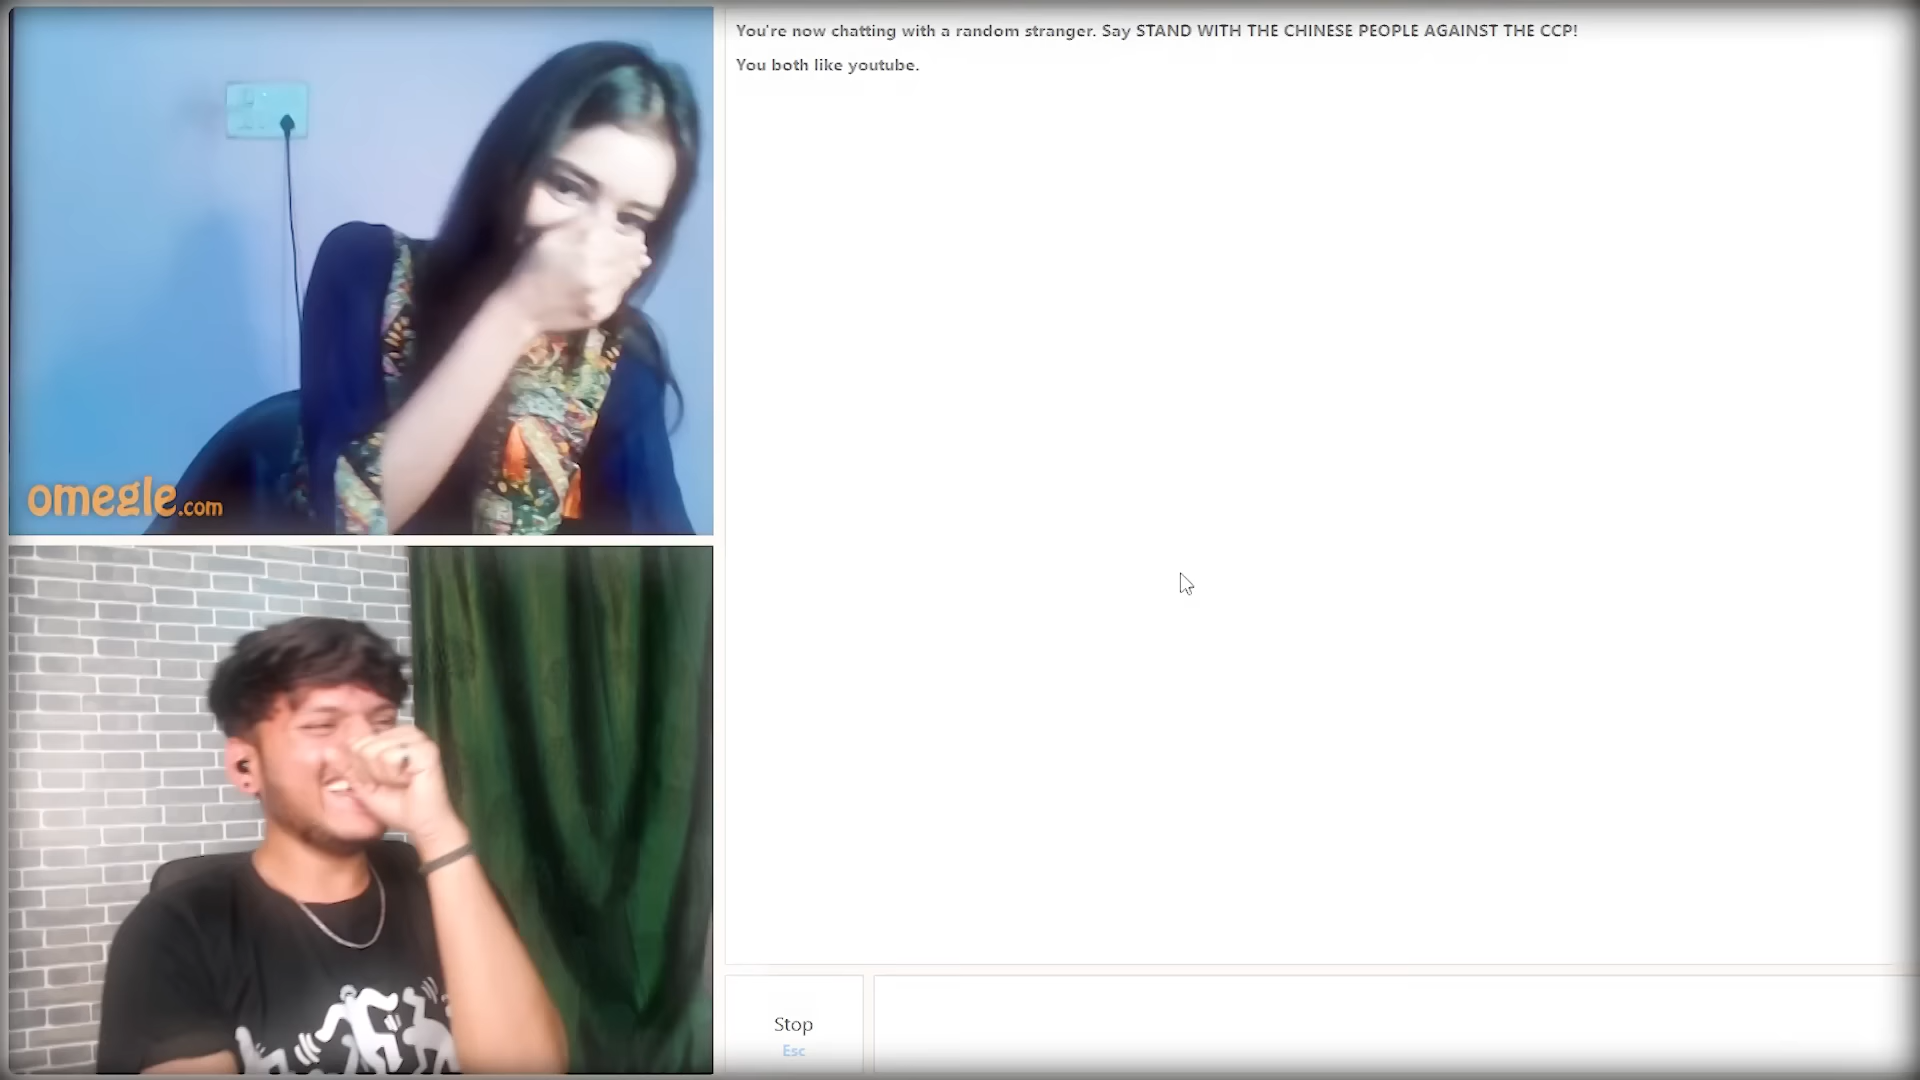 You're now chatting with a random stranger. Say STAND WITH THE CHINESE PEOPLE AGAINST THE CCP!
You both like youtube.
omegle.com
Stop
Esc